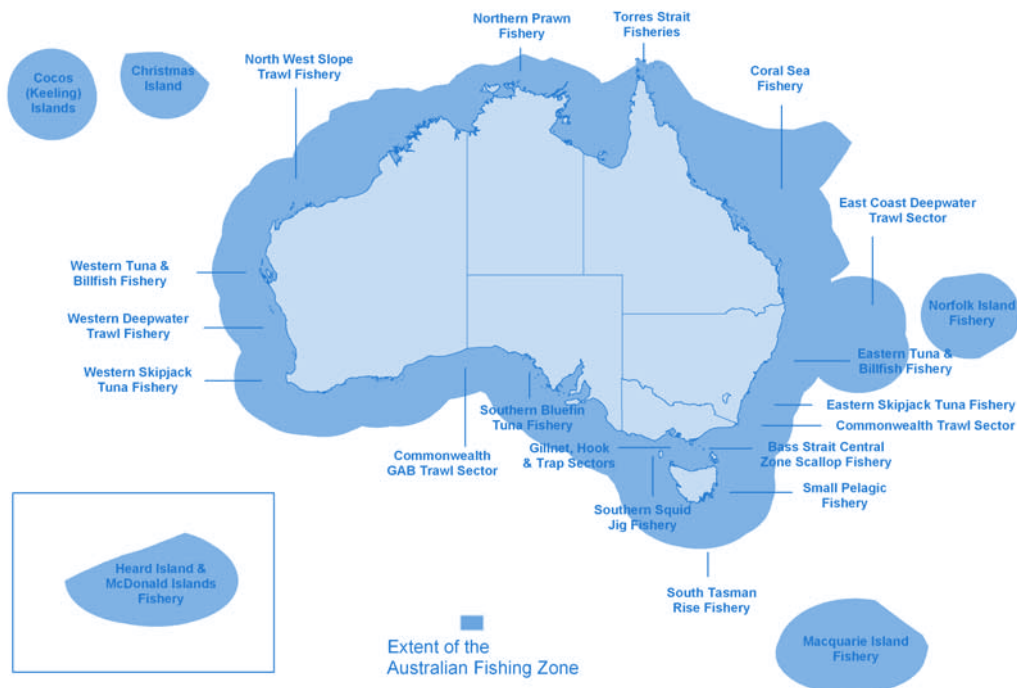 Northern Prawn
Fishery
Torres Strait
Fisheries
North West Slope
Trawl Fishery
Christmas
Island
Cocos
(Keeling)
Islands
Coral Sea
Fishery
East Coast Deepwater
Trawl Sector
Western Tuna &
Billfish Fishery
Norfolk Island
Fishery
Western Deepwater
Trawl Fishery
Eastern Tuna &
Billfish Fishery
Western Skipjack
Tuna Fishery
Southern Bluefin
Tuna Fishery
Eastern Skipjack Tuna Fishery
Commonwealth Trawl Sector
Commonwealth
GAB Trawl Sector
Gillnet, Hook
& Trap Sectors
Bass Strait Central
Zone Scallop Fishery
Small Pelagic
Fishery
Southern Squid
Jig Fishery
Heard Island &
McDonald Islands
Fishery
South Tasman
Rise Fishery
Extent of the
Australian Fishing Zone
Macquarie Island
Fishery